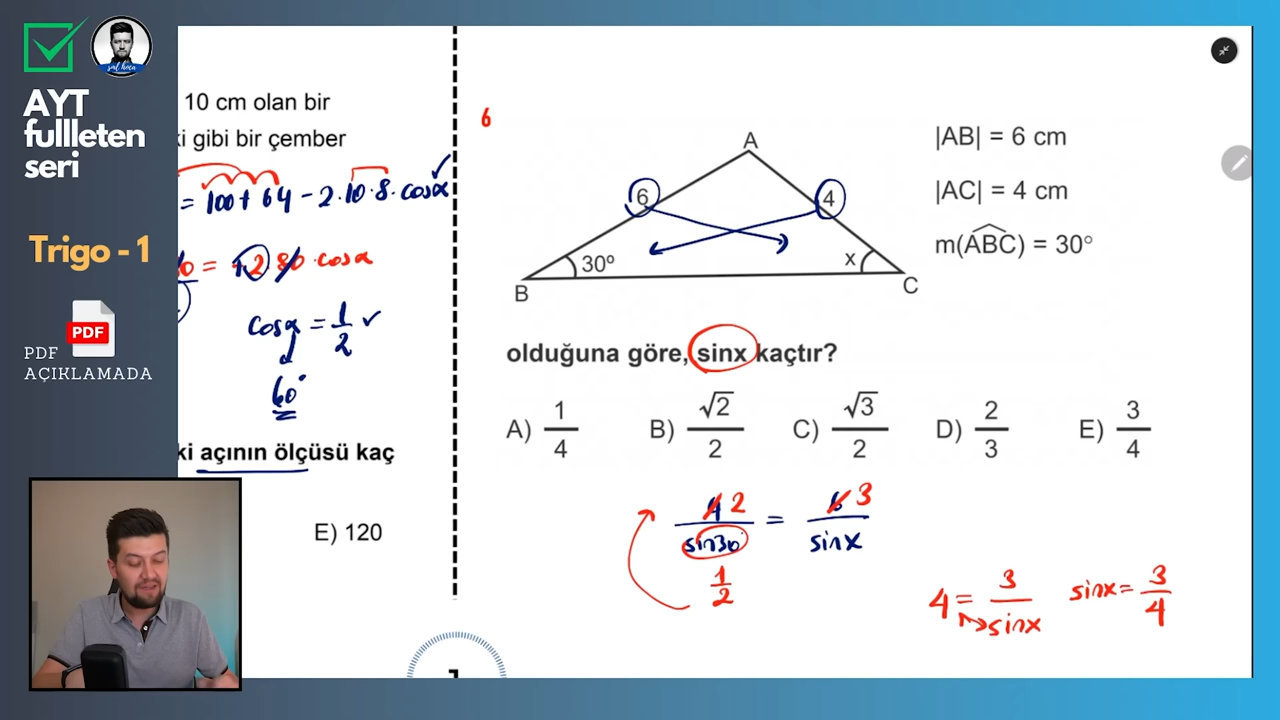 AYT
fullleten
seri
Trigo - 1
PDF
PDF
AÇIKLAMADA
10 cm olan bir
ki gibi bir çember
= 100 + 64 - 2 . 10 . 8 . cosα
cosα
cosα = 1/2
60°
ki açının ölçüsü kaç
E) 120
6
A
6
4
30º
x
B
C
|AB| = 6 cm
|AC| = 4 cm
m(ABC) = 30°
olduğuna göre, sinx kaçtır?
A) 1/4 B) √2/2 C) √3/2 D) 2/3 E) 3/4
4 2 / sin30° = 6 3 / sinx
1/2
4 = 3/sinx sinx = 3/4